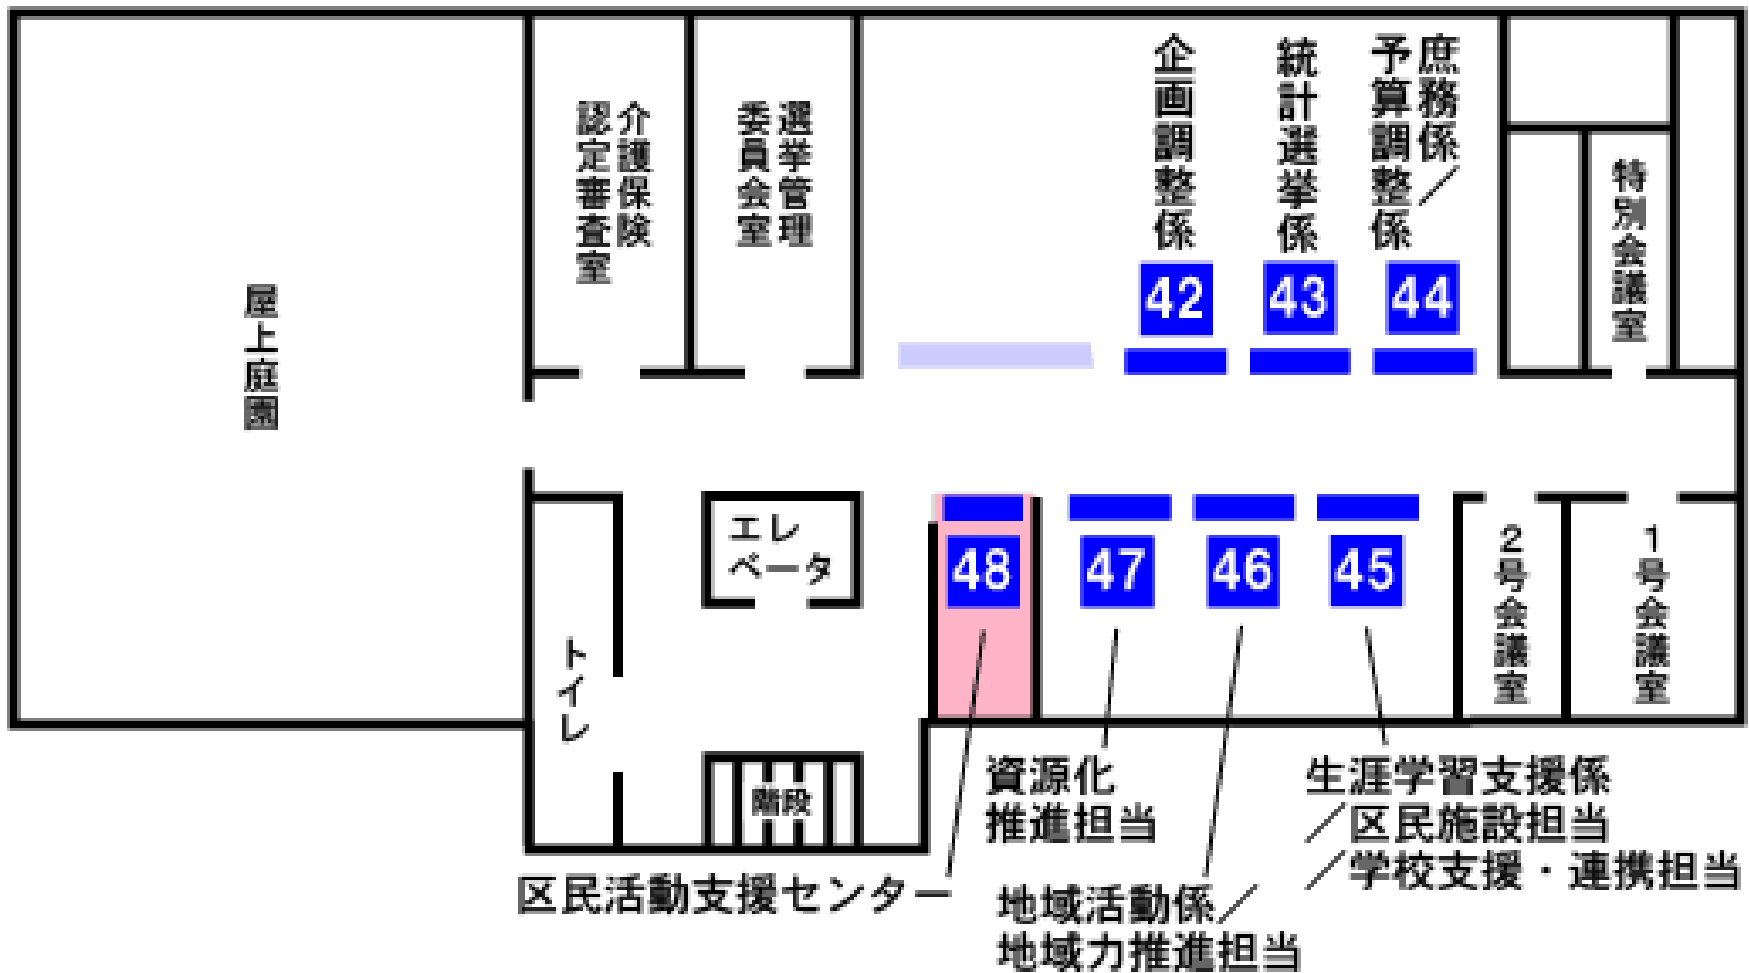 屋上庭園
介護保険
認定審査室
選挙管理
委員会室
企画調整係
統計選挙係
庶務係／
予算調整係
特別会議室
42
43
44
エレ
ベータ
トイレ
階段
48
47
46
45
2号会議室
1号会議室
区民活動支援センター
資源化
推進担当
地域活動係／
地域力推進担当
生涯学習支援係
／区民施設担当
／学校支援・連携担当